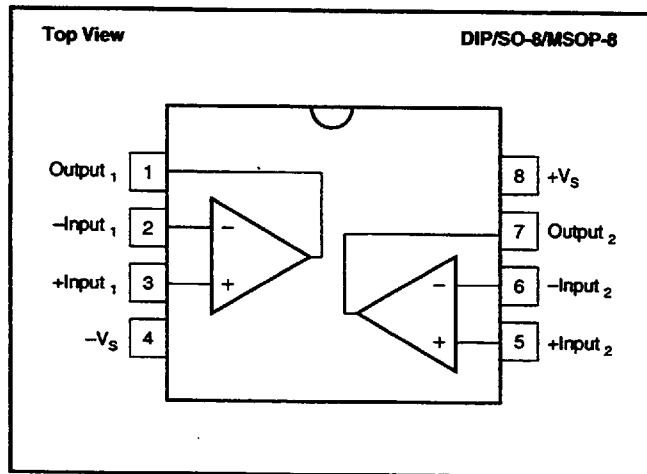 Top View
DIP/SO-8/MSOP-8
Output 1
1
–Input 1
2
+Input 1
3
–VS
4
8
+VS
7
Output 2
6
–Input 2
5
+Input 2
–
+
–
+